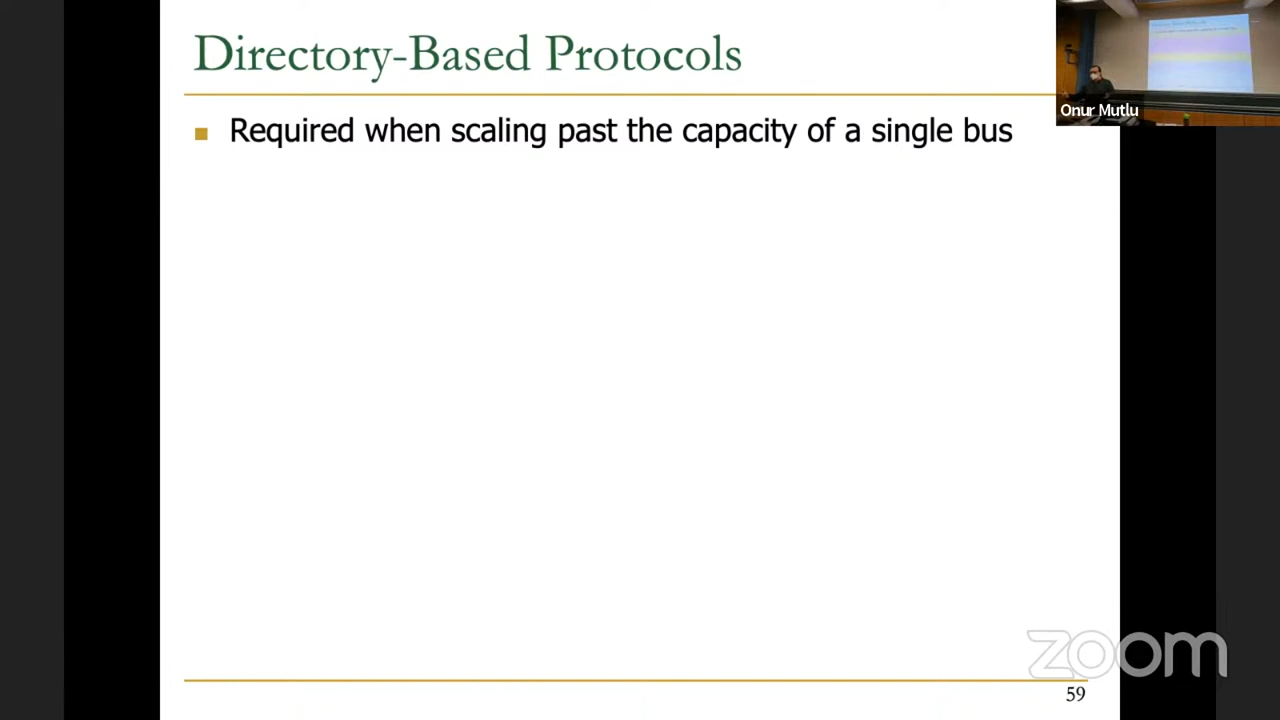 Directory-Based Protocols
Required when scaling past the capacity of a single bus
Onur Mutlu
zoom
59